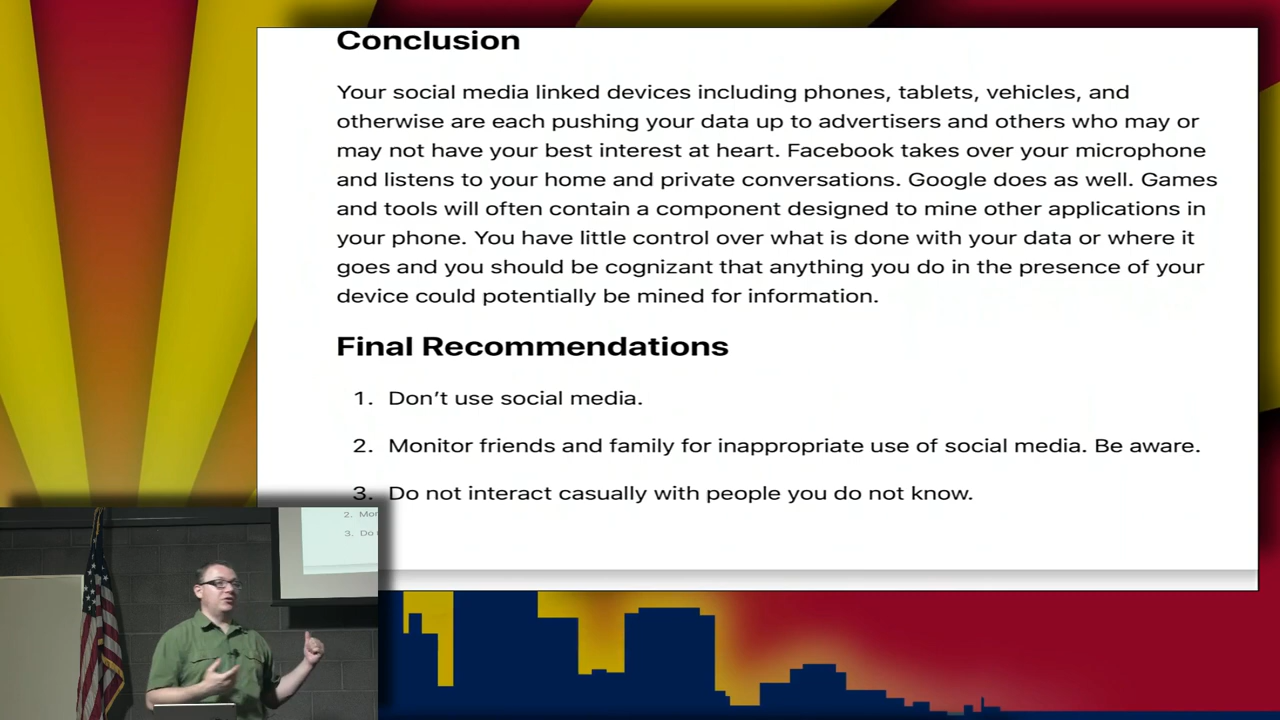 Conclusion
Your social media linked devices including phones, tablets, vehicles, and
otherwise are each pushing your data up to advertisers and others who may or
may not have your best interest at heart. Facebook takes over your microphone
and listens to your home and private conversations. Google does as well. Games
and tools will often contain a component designed to mine other applications in
your phone. You have little control over what is done with your data or where it
goes and you should be cognizant that anything you do in the presence of your
device could potentially be mined for information.
Final Recommendations
1. Don’t use social media.
2. Monitor friends and family for inappropriate use of social media. Be aware.
3. Do not interact casually with people you do not know.
2. Mon
3. Do